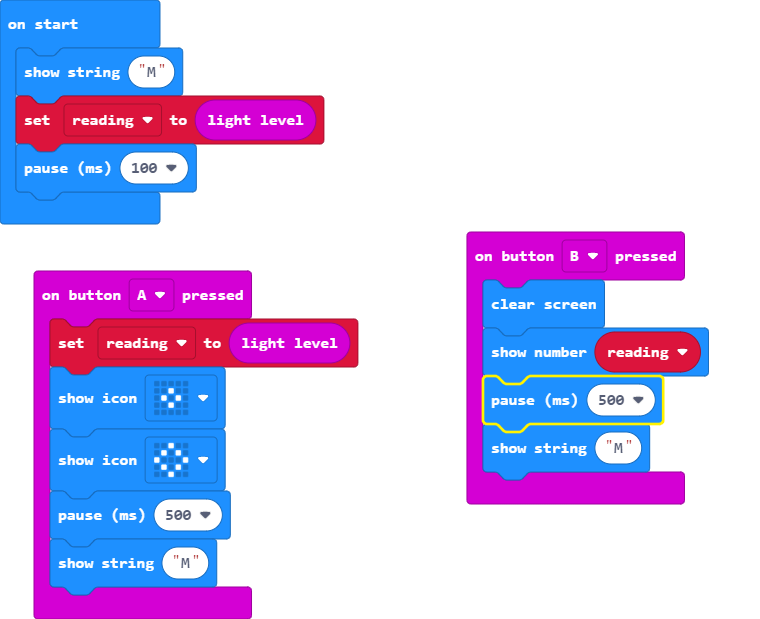 on start
show string "M"
set reading to light level
pause (ms) 100
on button A pressed
set reading to light level
show icon
show icon
pause (ms) 500
show string "M"
on button B pressed
clear screen
show number reading
pause (ms) 500
show string "M"